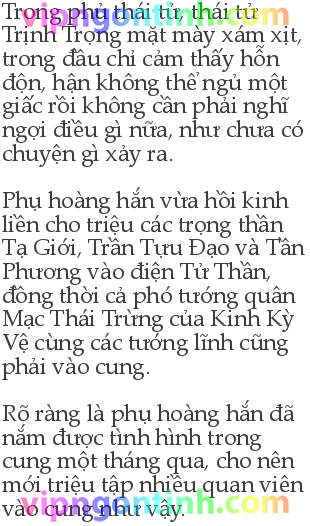 Trong phủ thái tử, thái tử
Trịnh Trọng mặt mày xám xịt,
trong đầu chỉ cảm thấy hỗn
độn, hận không thể ngủ một
giấc rồi không cần phải nghĩ
ngợi điều gì nữa, như chưa có
chuyện gì xảy ra.
Phụ hoàng hắn vừa hồi kinh
liền cho triệu các trọng thần
Tạ Giới, Trần Tựu Đạo và Tần
Phương vào điện Tử Thần,
đồng thời cả phó tướng quân
Mạc Thái Trừng của Kinh Kỳ
Vệ cùng các tướng lĩnh cũng
phải vào cung.
Rõ ràng là phụ hoàng hắn đã
nắm được tình hình trong
cung một tháng qua, cho nên
mới triệu tập nhiều quan viên
vào cung như vậy.
vipngontinh.com
vipngontinh.com